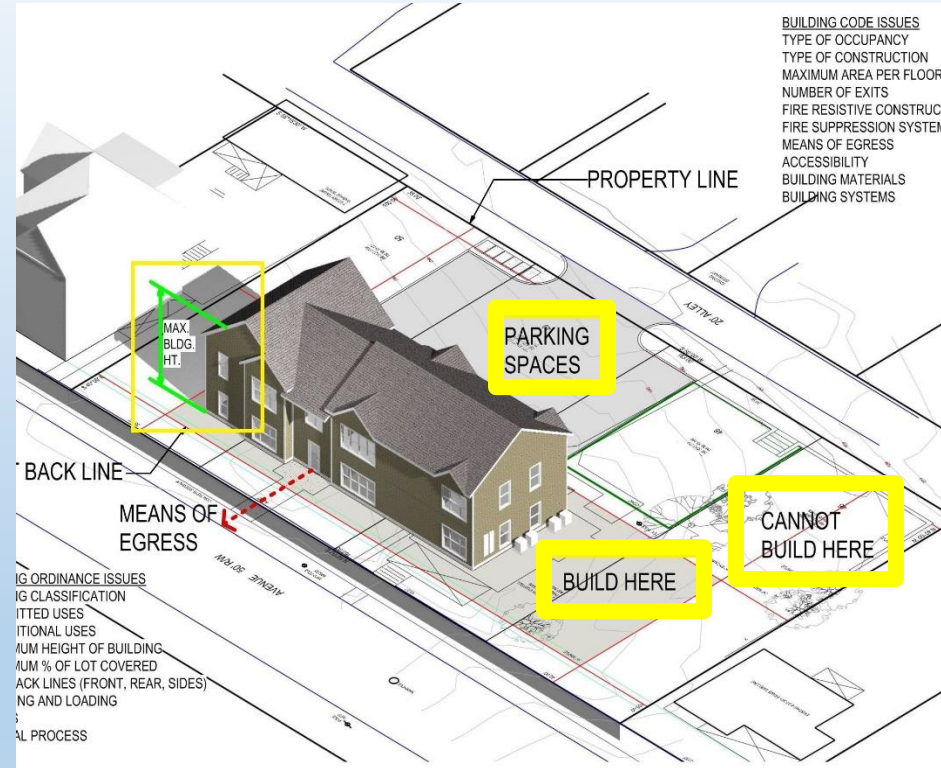 BUILDING CODE ISSUES
TYPE OF OCCUPANCY
TYPE OF CONSTRUCTION
MAXIMUM AREA PER FLOOR
NUMBER OF EXITS
FIRE RESISTIVE CONSTRUC
FIRE SUPPRESSION SYSTEM
MEANS OF EGRESS
ACCESSIBILITY
BUILDING MATERIALS
BUILDING SYSTEMS
PROPERTY LINE
20' ALLEY
MAX.
BLDG.
HT.
PARKING
SPACES
T BACK LINE
MEANS OF
EGRESS
CANNOT
BUILD HERE
BUILD HERE
AVENUE 50' R/W
NG ORDINANCE ISSUES
NG CLASSIFICATION
ITTED USES
ITIONAL USES
MUM HEIGHT OF BUILDING
MUM % OF LOT COVERED
ACK LINES (FRONT, REAR, SIDES)
NG AND LOADING
S
AL PROCESS